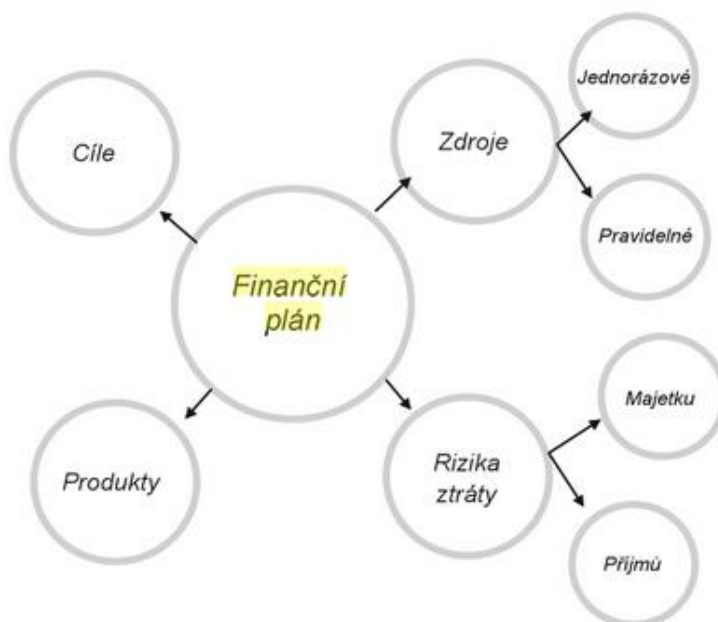 Jednorázové
Cíle
Zdroje
Pravidelné
Finanční
plán
Majetku
Produkty
Rizika
ztráty
Příjmů